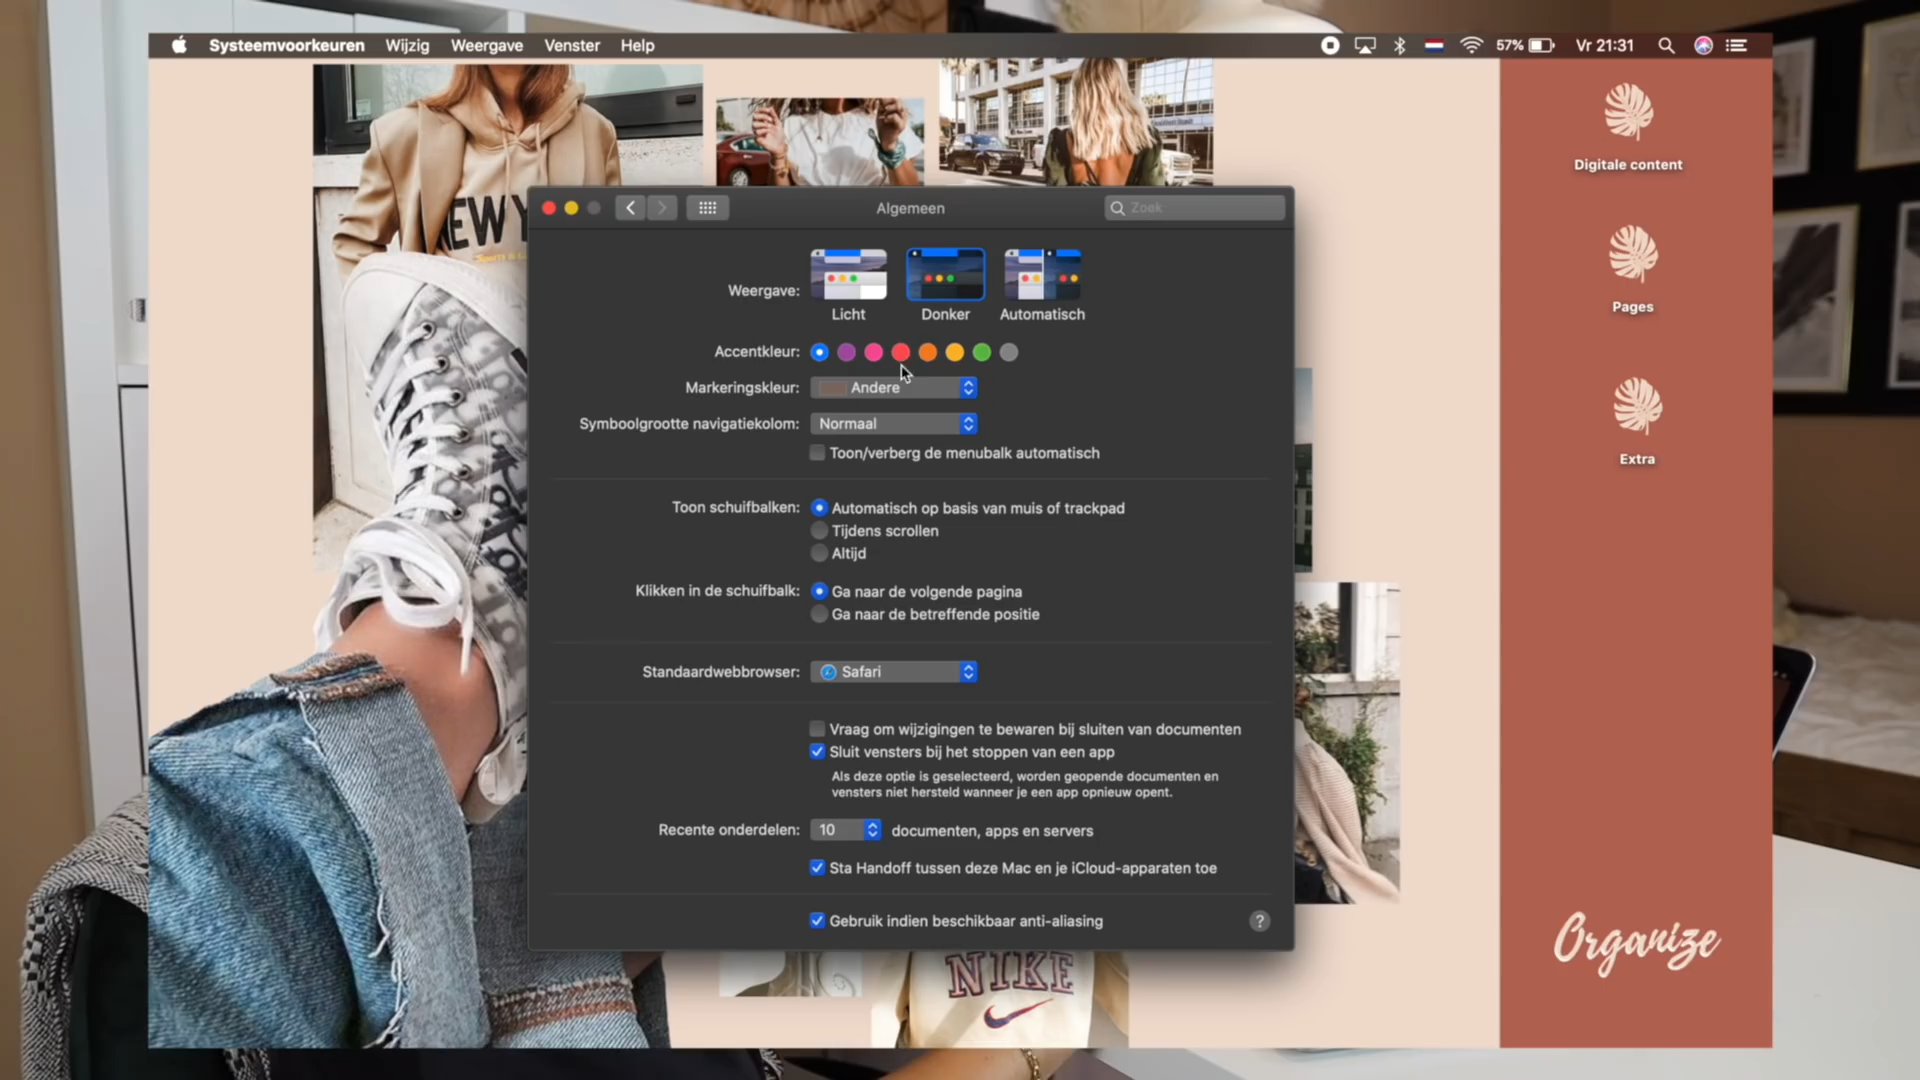 Systeemvoorkeuren Wijzig Weergave Venster Help 57% Vr 21:31
Digitale content
Pages
Extra
Organize
EW Y
NIKE
Algemeen
Zoek
Weergave:
Licht Donker Automatisch
Accentkleur:
Markeringskleur: Andere
Symboolgrootte navigatiekolom: Normaal
Toon/verberg de menubalk automatisch
Toon schuifbalken: Automatisch op basis van muis of trackpad
Tijdens scrollen
Altijd
Klikken in de schuifbalk: Ga naar de volgende pagina
Ga naar de betreffende positie
Standaardwebbrowser: Safari
Vraag om wijzigingen te bewaren bij sluiten van documenten
Sluit vensters bij het stoppen van een app
Als deze optie is geselecteerd, worden geopende documenten en
vensters niet hersteld wanneer je een app opnieuw opent.
Recente onderdelen: 10 documenten, apps en servers
Sta Handoff tussen deze Mac en je iCloud-apparaten toe
Gebruik indien beschikbaar anti-aliasing
?